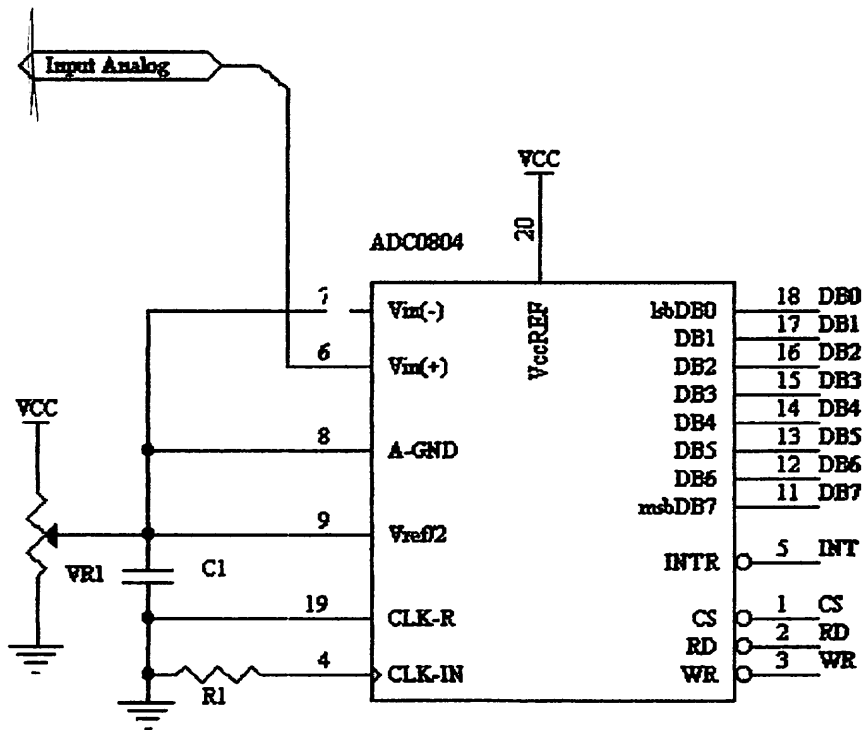 Input Analog
VCC
20
ADC0804
7 Vin(-)
6 Vin(+)
8 A-GND
9 Vref/2
19 CLK-R
4 CLK-IN
VccREF
lsbDB0 18 DB0
DB1 17 DB1
DB2 16 DB2
DB3 15 DB3
DB4 14 DB4
DB5 13 DB5
DB6 12 DB6
msbDB7 11 DB7
INTR 5 INT
CS 1 CS
RD 2 RD
WR 3 WR
VCC
VR1
C1
R1